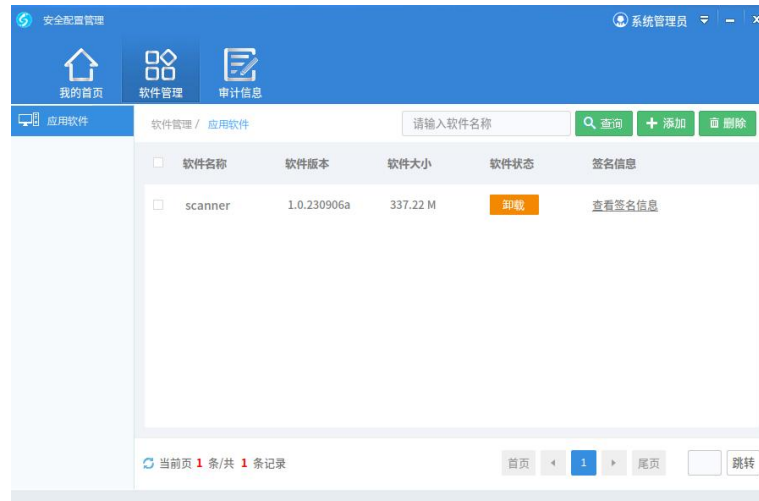 安全配置管理
系统管理员
我的首页 软件管理 审计信息
应用软件
软件管理 / 应用软件 请输入软件名称 查询 添加 删除
软件名称 软件版本 软件大小 软件状态 签名信息
scanner 1.0.230906a 337.22 M 卸载 查看签名信息
当前页 1 条/共 1 条记录 首页 1 尾页 跳转